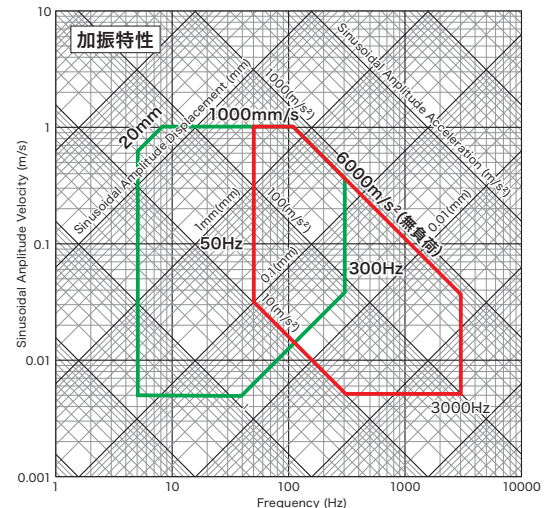 10
加振特性
1
0.1
0.01
0.001
Sinusoidal Anplitude Velocity (m/s)
Sinusoidal Amplitude Displacement (mm)
Sinusoidal Anplitude Acceleration (m/s²)
20mm
1000mm/s
1000(m/s²)
6000m/s²(無負荷)
1mm(mm)
100(m/s²)
0.01(mm)
50Hz
0.1(mm)
300Hz
10(m/s²)
3000Hz
1
10
100
1000
10000
Frequency (Hz)